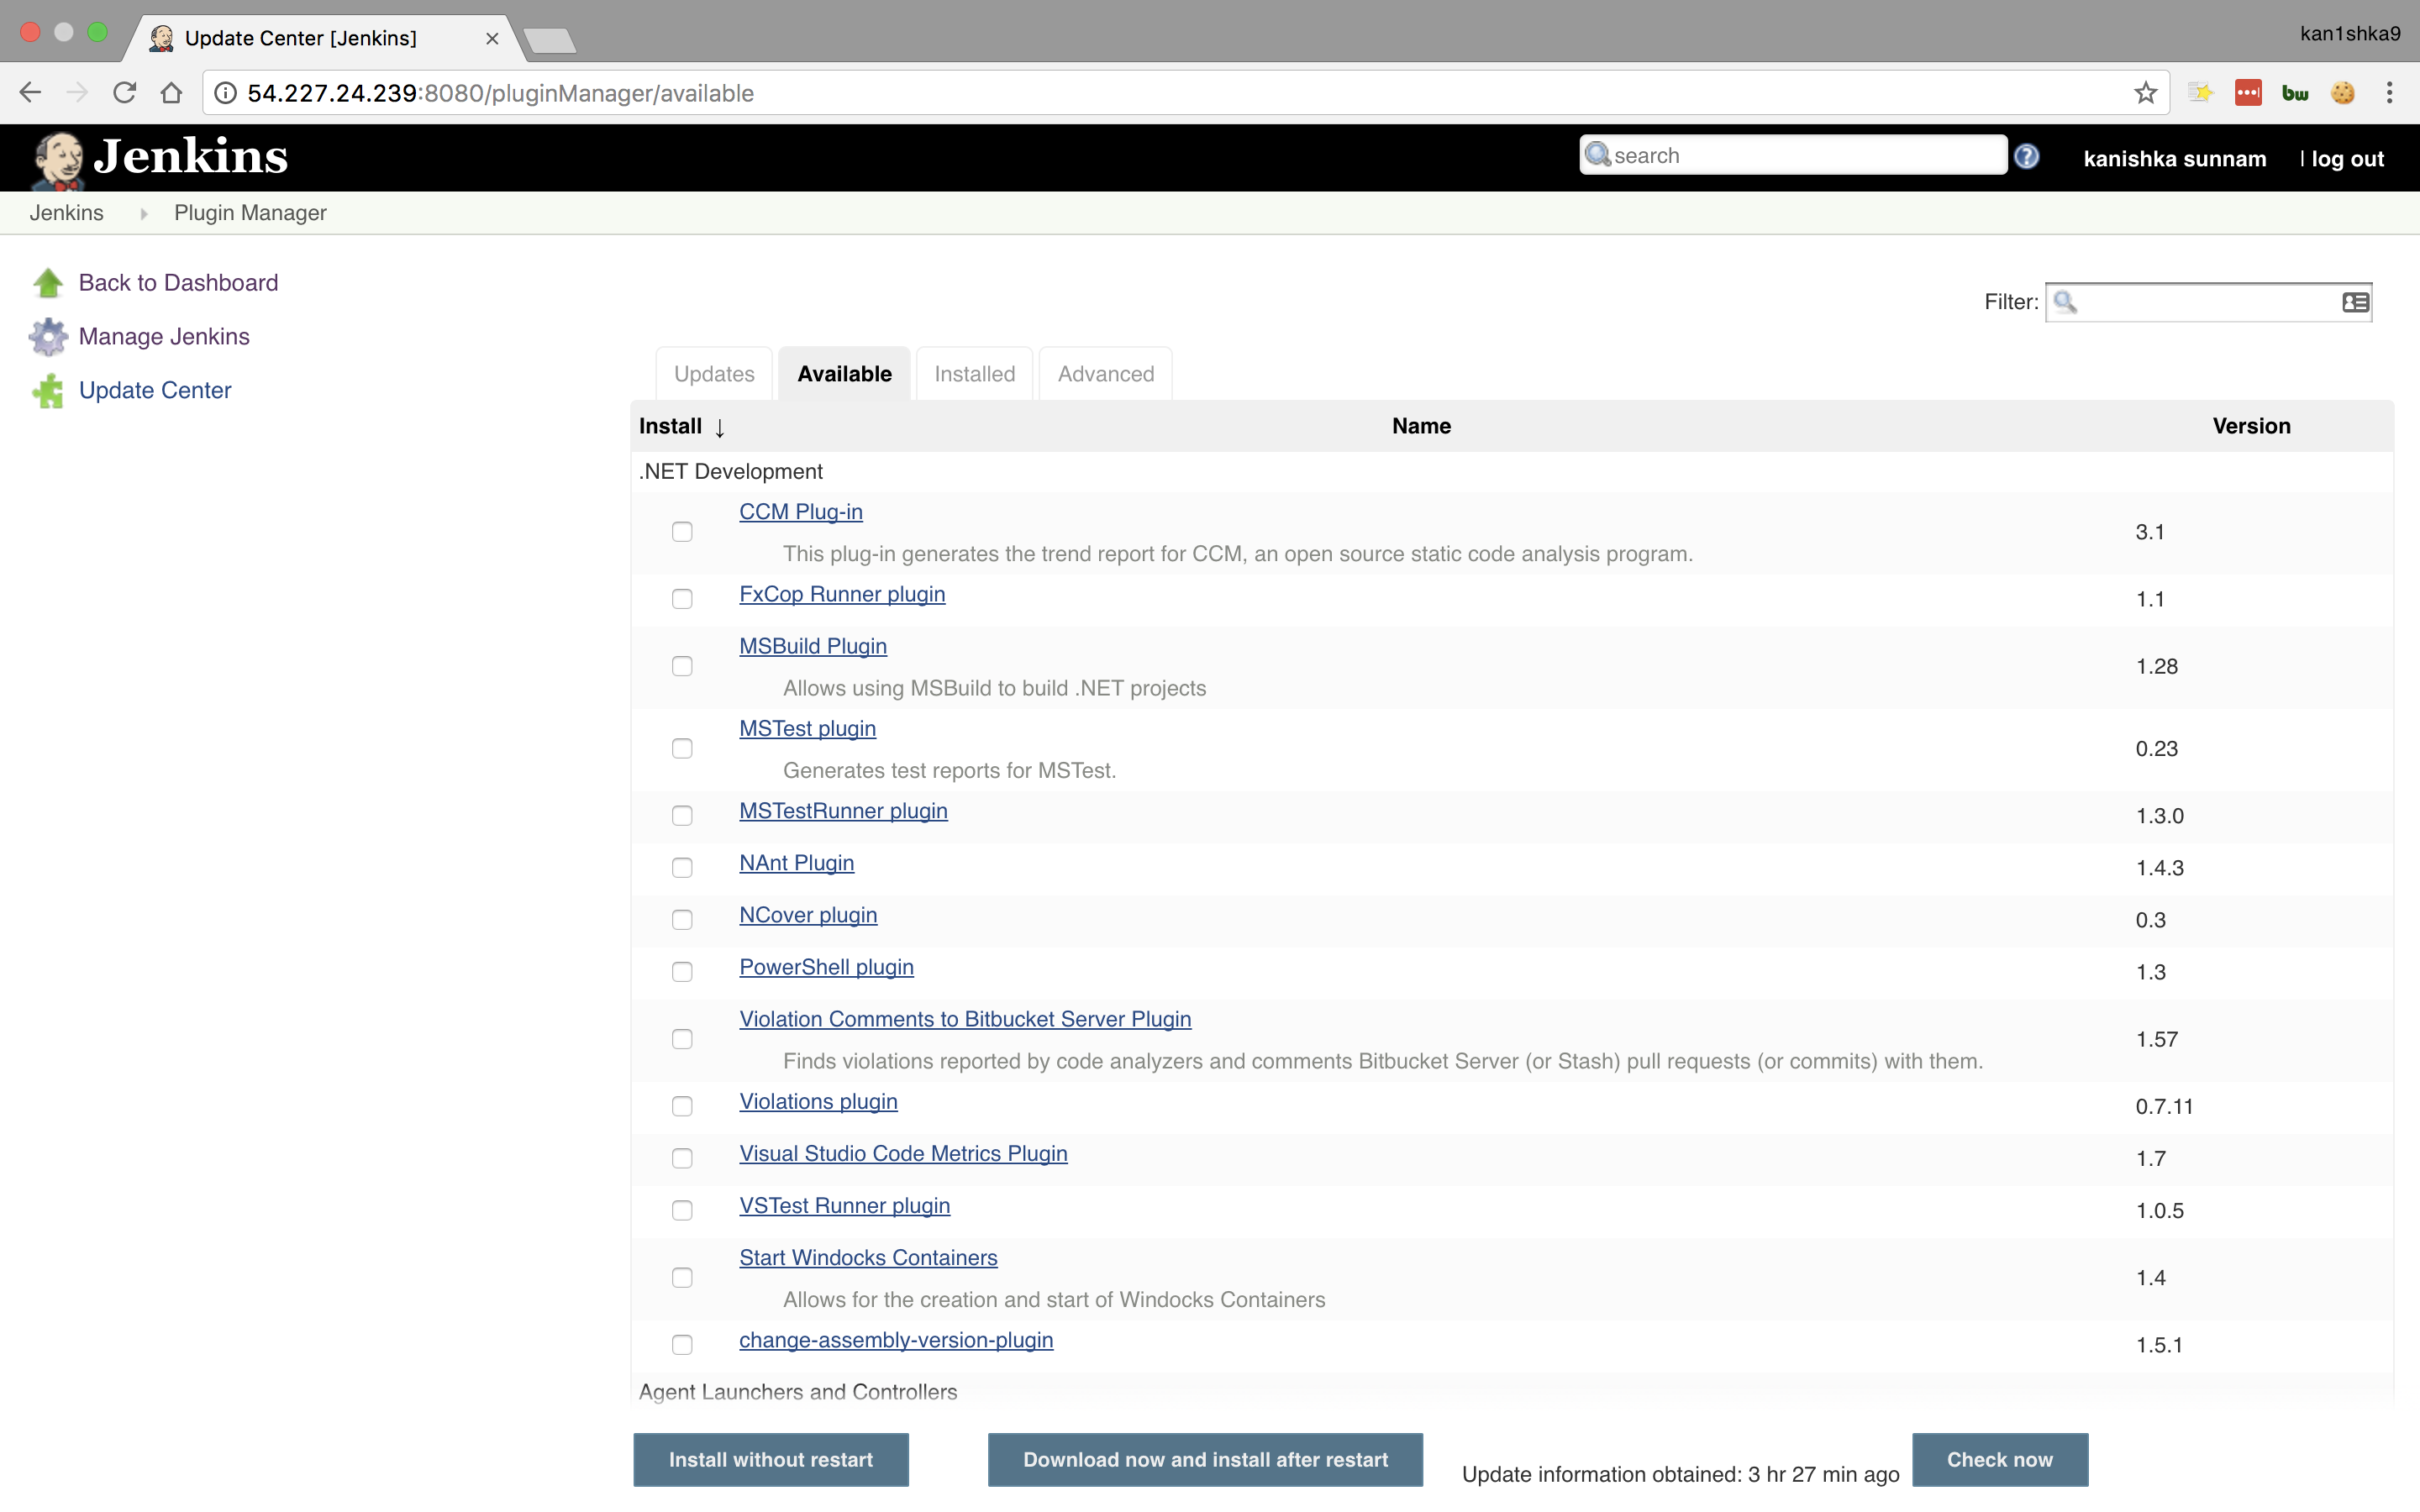 Update Center [Jenkins]
kan1shka9
54.227.24.239:8080/pluginManager/available
bw
Jenkins
search
kanishka sunnam | log out
Jenkins Plugin Manager
Back to Dashboard
Filter:
Manage Jenkins
Update Center
Updates Available Installed Advanced
Install ↓ Name Version
.NET Development
CCM Plug-in
This plug-in generates the trend report for CCM, an open source static code analysis program.
3.1
FxCop Runner plugin
1.1
MSBuild Plugin
Allows using MSBuild to build .NET projects
1.28
MSTest plugin
Generates test reports for MSTest.
0.23
MSTestRunner plugin
1.3.0
NAnt Plugin
1.4.3
NCover plugin
0.3
PowerShell plugin
1.3
Violation Comments to Bitbucket Server Plugin
Finds violations reported by code analyzers and comments Bitbucket Server (or Stash) pull requests (or commits) with them.
1.57
Violations plugin
0.7.11
Visual Studio Code Metrics Plugin
1.7
VSTest Runner plugin
1.0.5
Start Windocks Containers
Allows for the creation and start of Windocks Containers
1.4
change-assembly-version-plugin
1.5.1
Agent Launchers and Controllers
Install without restart
Download now and install after restart
Update information obtained: 3 hr 27 min ago
Check now